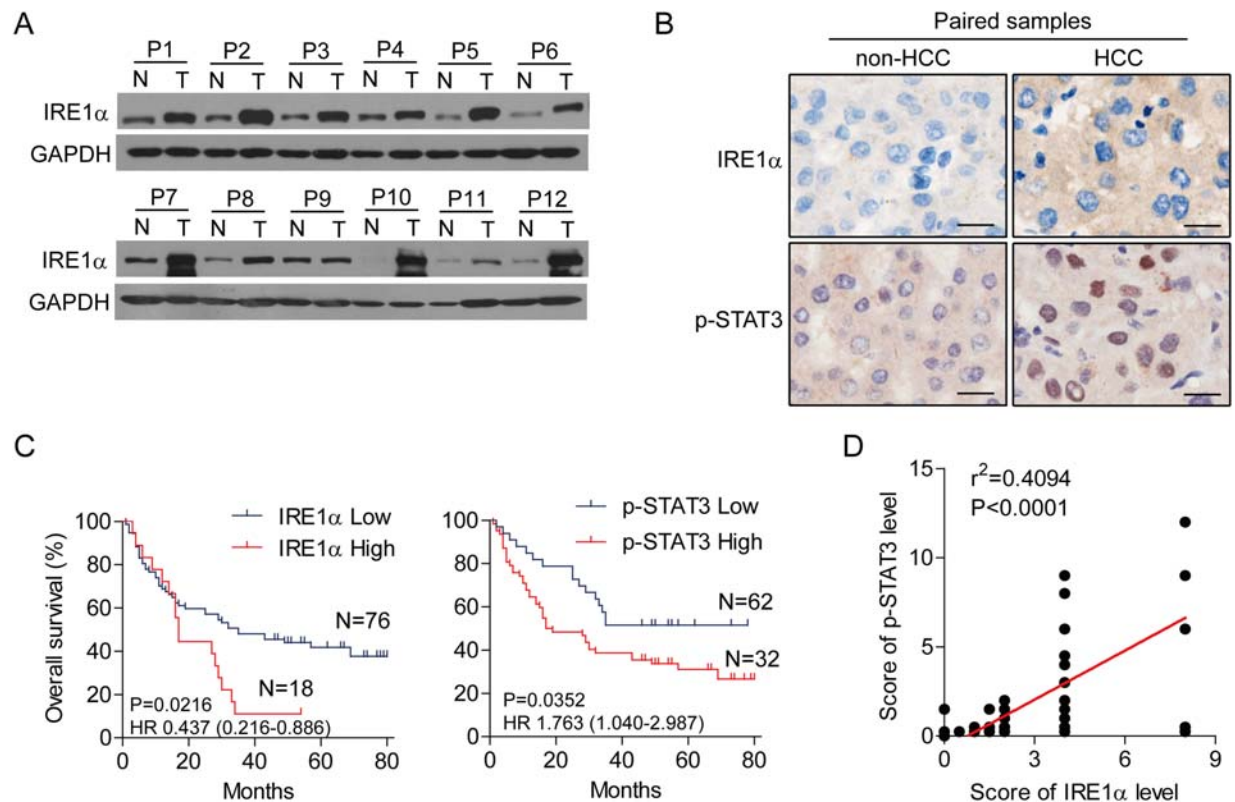 A
P1 P2 P3 P4 P5 P6
N T N T N T N T N T N T
IRE1α
GAPDH
P7 P8 P9 P10 P11 P12
N T N T N T N T N T N T
IRE1α
GAPDH
B
Paired samples
non-HCC HCC
IRE1α
p-STAT3
C
Overall survival (%)
100
80
60
40
20
0
IRE1α Low
IRE1α High
N=76
N=18
P=0.0216
HR 0.437 (0.216-0.886)
0 20 40 60 80
Months
100
80
60
40
20
0
p-STAT3 Low
p-STAT3 High
N=62
N=32
P=0.0352
HR 1.763 (1.040-2.987)
0 20 40 60 80
Months
D
Score of p-STAT3 level
15
10
5
0
r²=0.4094
P<0.0001
0 3 6 9
Score of IRE1α level